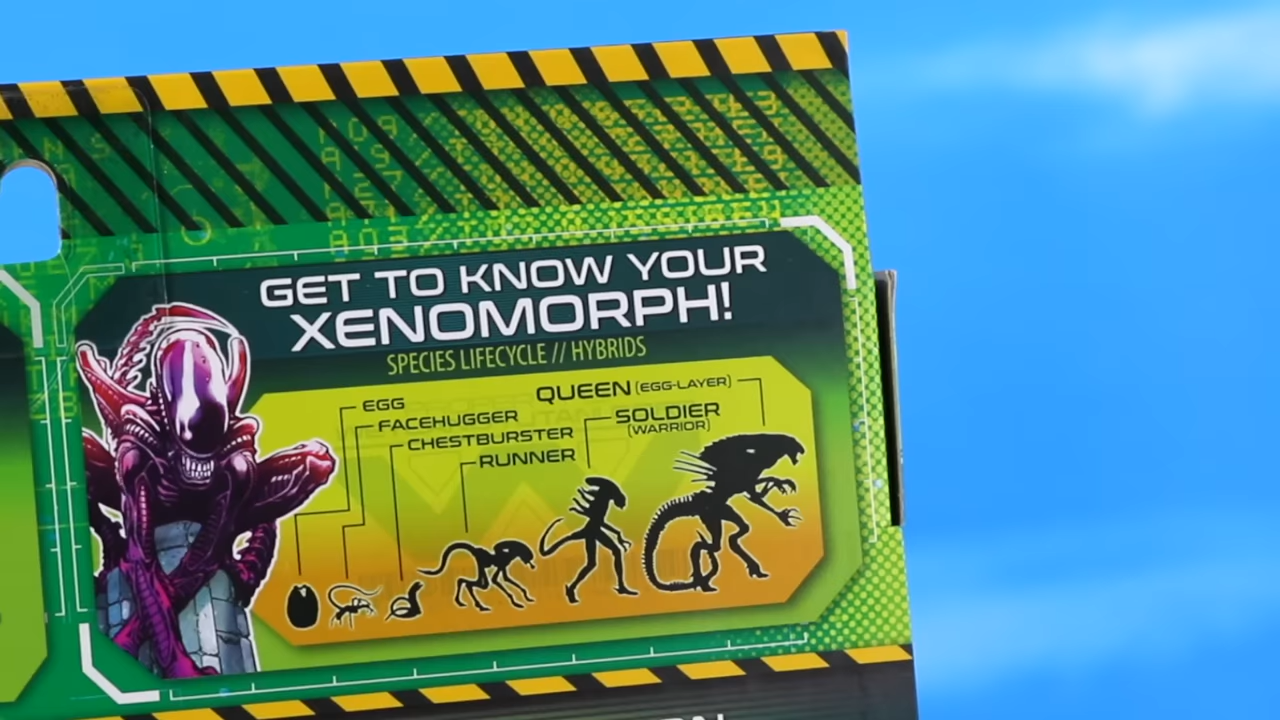 GET TO KNOW YOUR
XENOMORPH!
SPECIES LIFECYCLE // HYBRIDS
QUEEN (EGG-LAYER)
EGG
FACEHUGGER
SOLDIER
(WARRIOR)
CHESTBURSTER
RUNNER